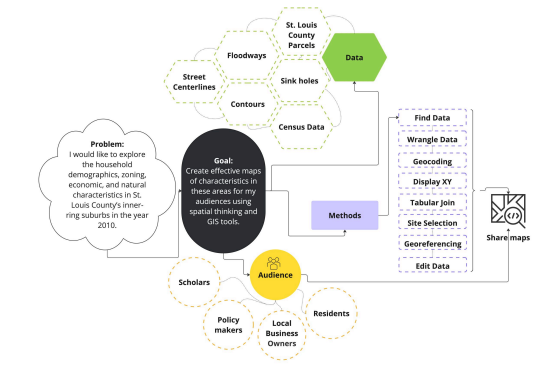 Problem:
I would like to explore
the household
demographics, zoning,
economic, and natural
characteristics in St.
Louis County's inner-
ring suburbs in the year
2010.
Goal:
Create effective maps
of characteristics in
these areas for my
audiences using
spatial thinking and
GIS tools.
St. Louis
County
Parcels
Floodways
Data
Street
Centerlines
Sink holes
Contours
Census Data
Methods
Find Data
Wrangle Data
Geocoding
Display XY
Tabular Join
Site Selection
Georeferencing
Edit Data
Share maps
Audience
Scholars
Policy
makers
Local
Business
Owners
Residents